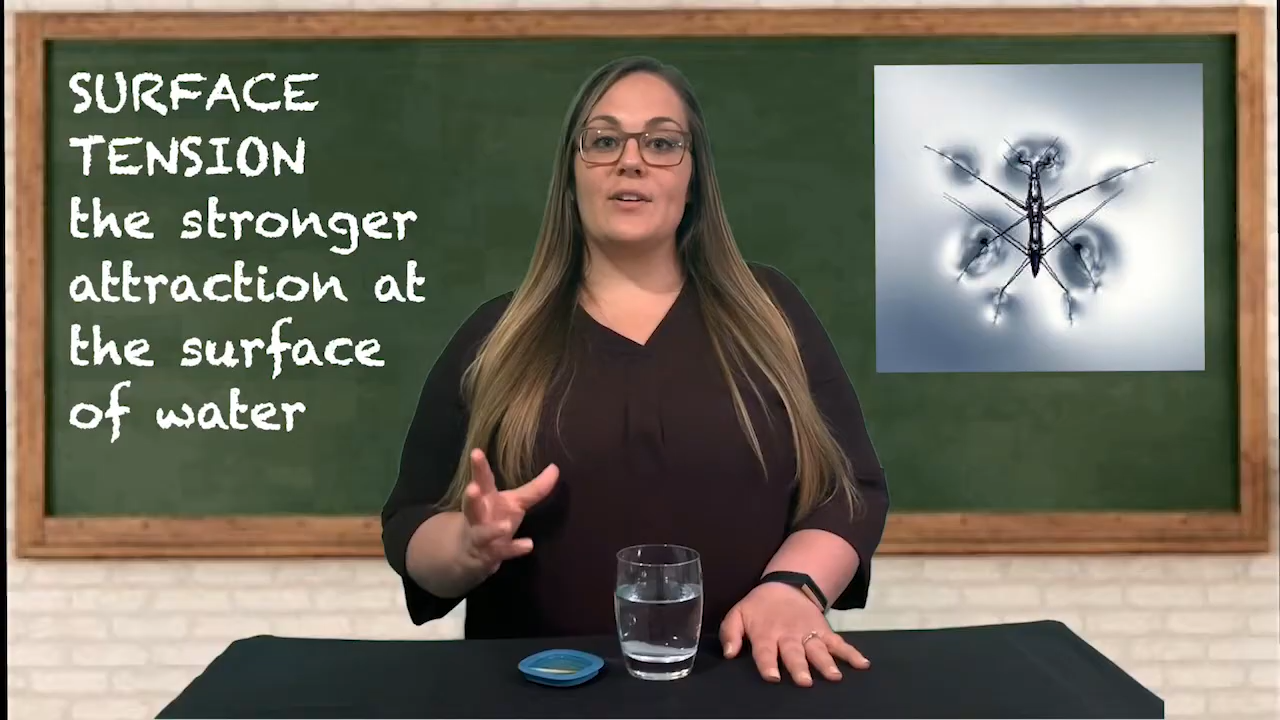 SURFACE
TENSION
the stronger
attraction at
the surface
of water